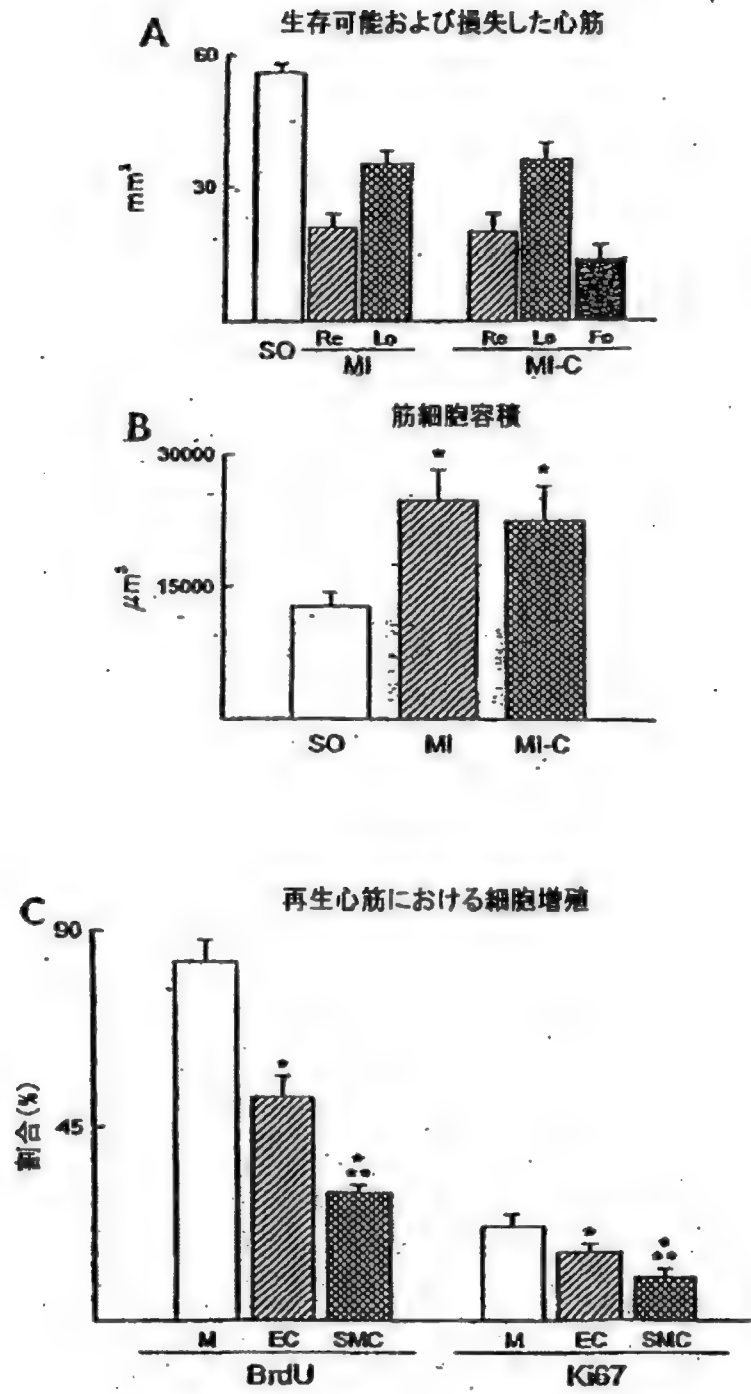 A 生存可能および損失した心筋
60
30
mm³
Re Lo Re Lo Fo
SO MI MI-C
B 筋細胞容積
30000
* *
15000
μm³
SO MI MI-C
C 再生心筋における細胞増殖
90
45
割合(%)
*
*
**
*
*
**
M EC SMC M EC SMC
BrdU Ki67